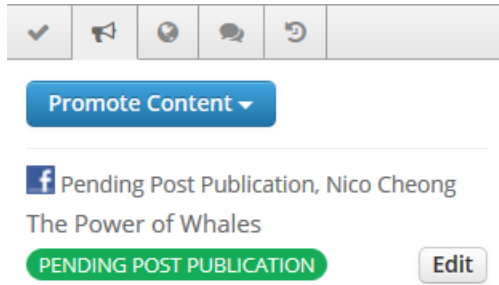 Promote Content
f Pending Post Publication, Nico Cheong
The Power of Whales
PENDING POST PUBLICATION Edit